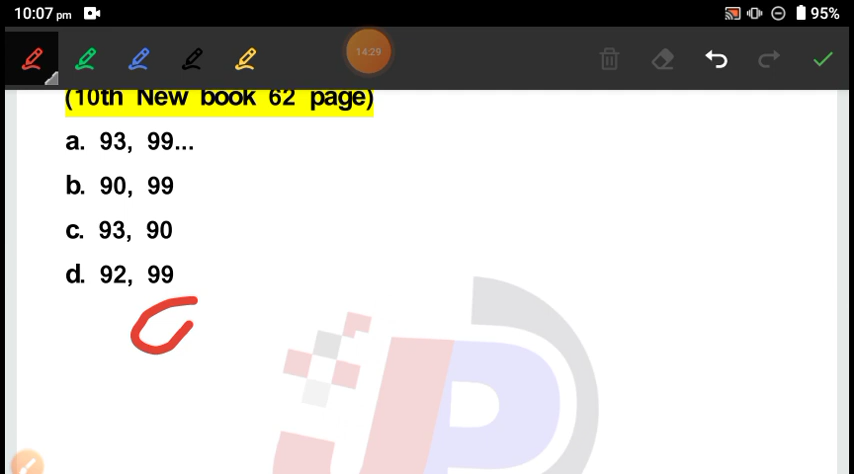 10:07 pm 95%
14:29
(10th New book 62 page)
a. 93, 99...
b. 90, 99
c. 93, 90
d. 92, 99
JP